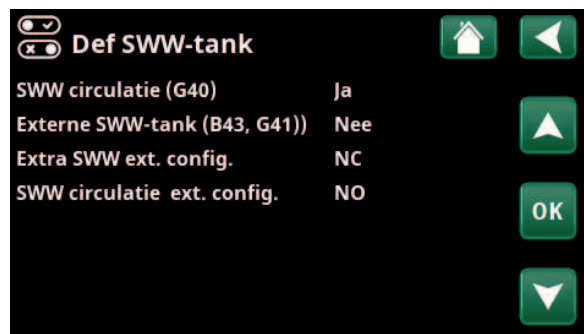 Def SWW-tank
SWW circulatie (G40) Ja
Externe SWW-tank (B43, G41)) Nee
Extra SWW ext. config. NC
SWW circulatie ext. config. NO
OK